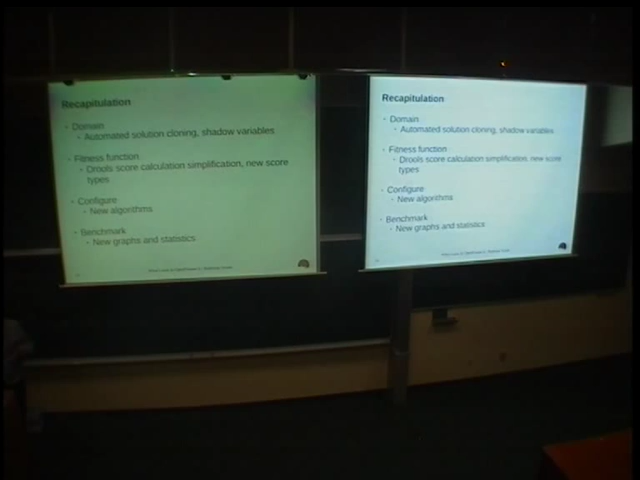 Recapitulation
Domain
Automated solution cloning, shadow variables
Fitness function
Drools score calculation simplification, new score
types
Configure
New algorithms
Benchmark
New graphs and statistics
Recapitulation
Domain
Automated solution cloning, shadow variables
Fitness function
Drools score calculation simplification, new score
types
Configure
New algorithms
Benchmark
New graphs and statistics